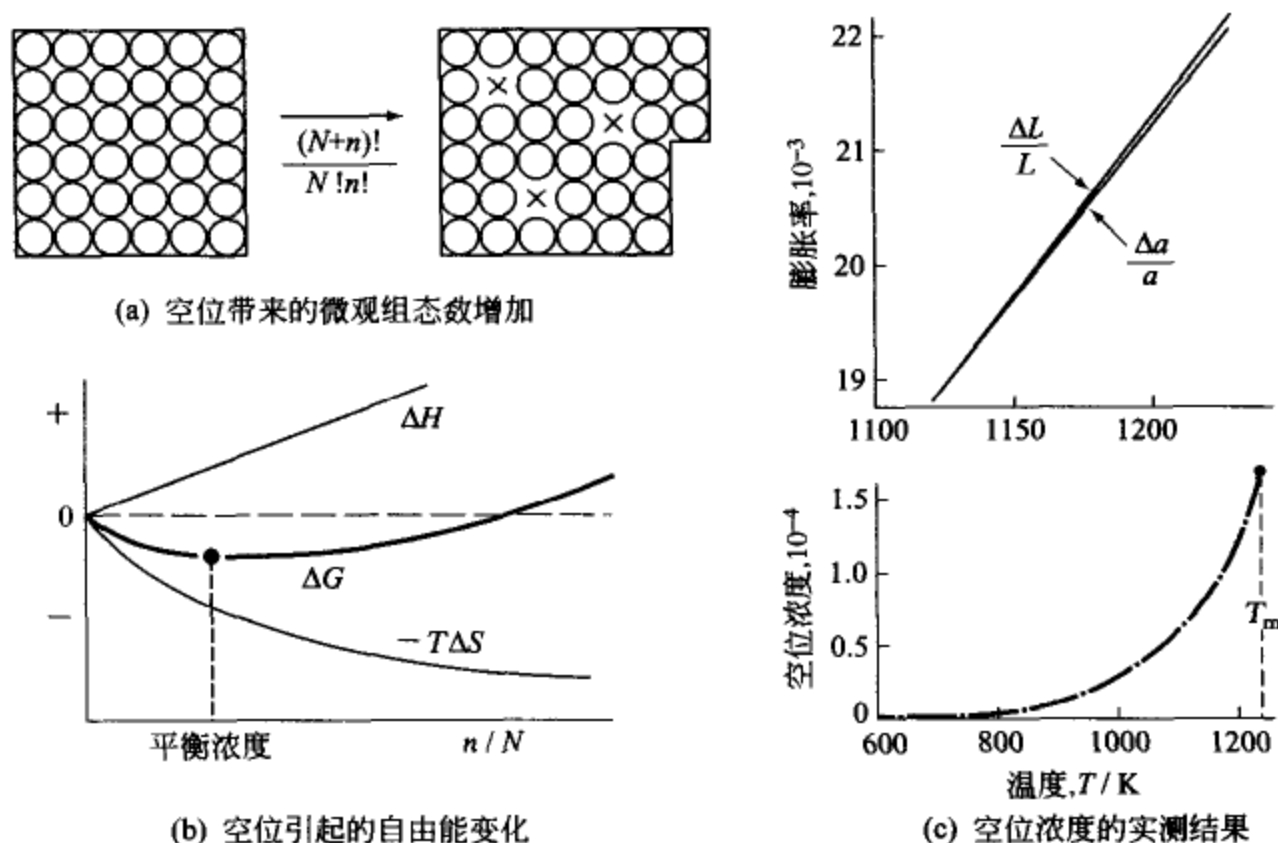 (N+n)!
N!n!
(a) 空位带来的微观组态数增加
+
0
−
ΔH
ΔG
−TΔS
平衡浓度
n / N
(b) 空位引起的自由能变化
膨胀率,10⁻³
22
21
20
19
1100
1150
1200
ΔL
L
Δa
a
空位浓度,10⁻⁴
1.5
1.0
0.5
0
600
800
1000
1200
Tm
温度,T / K
(c) 空位浓度的实测结果